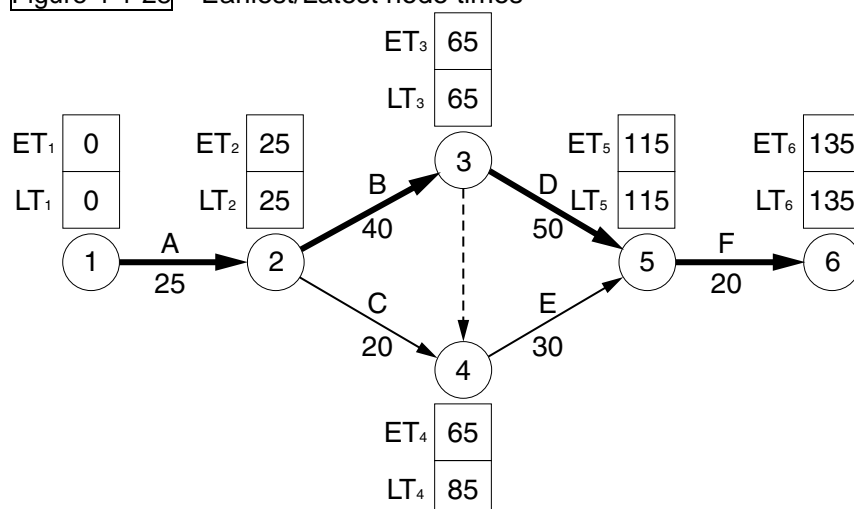 Figure 1-1-28 Earliest/Latest node times
ET3 65
LT3 65
ET1 0
LT1 0
ET2 25
LT2 25
ET5 115
LT5 115
ET6 135
LT6 135
3
B
40
D
50
1
A
25
2
5
F
20
6
C
20
E
30
4
ET4 65
LT4 85